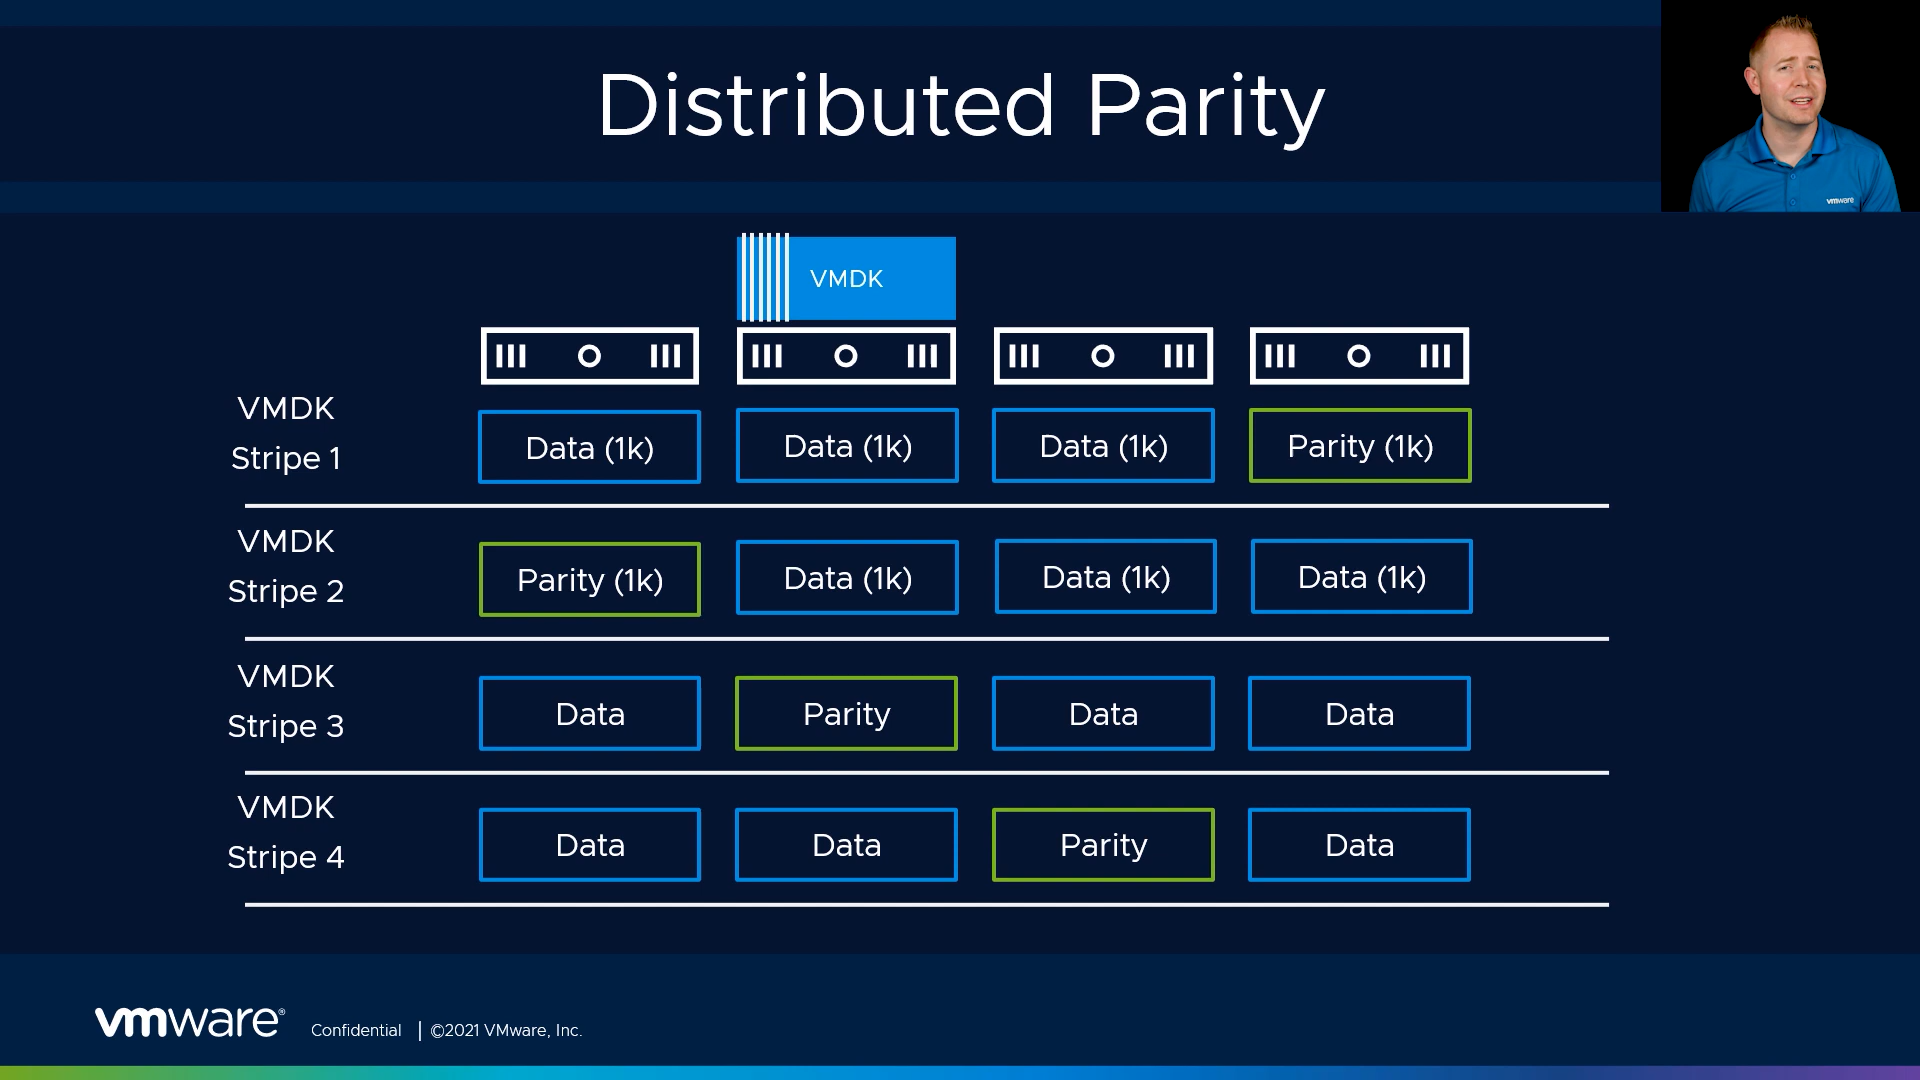 Distributed Parity
vmware
VMDK
VMDK
Stripe 1
Data (1k)
Data (1k)
Data (1k)
Parity (1k)
VMDK
Stripe 2
Parity (1k)
Data (1k)
Data (1k)
Data (1k)
VMDK
Stripe 3
Data
Parity
Data
Data
VMDK
Stripe 4
Data
Data
Parity
Data
vmware®
Confidential | ©2021 VMware, Inc.